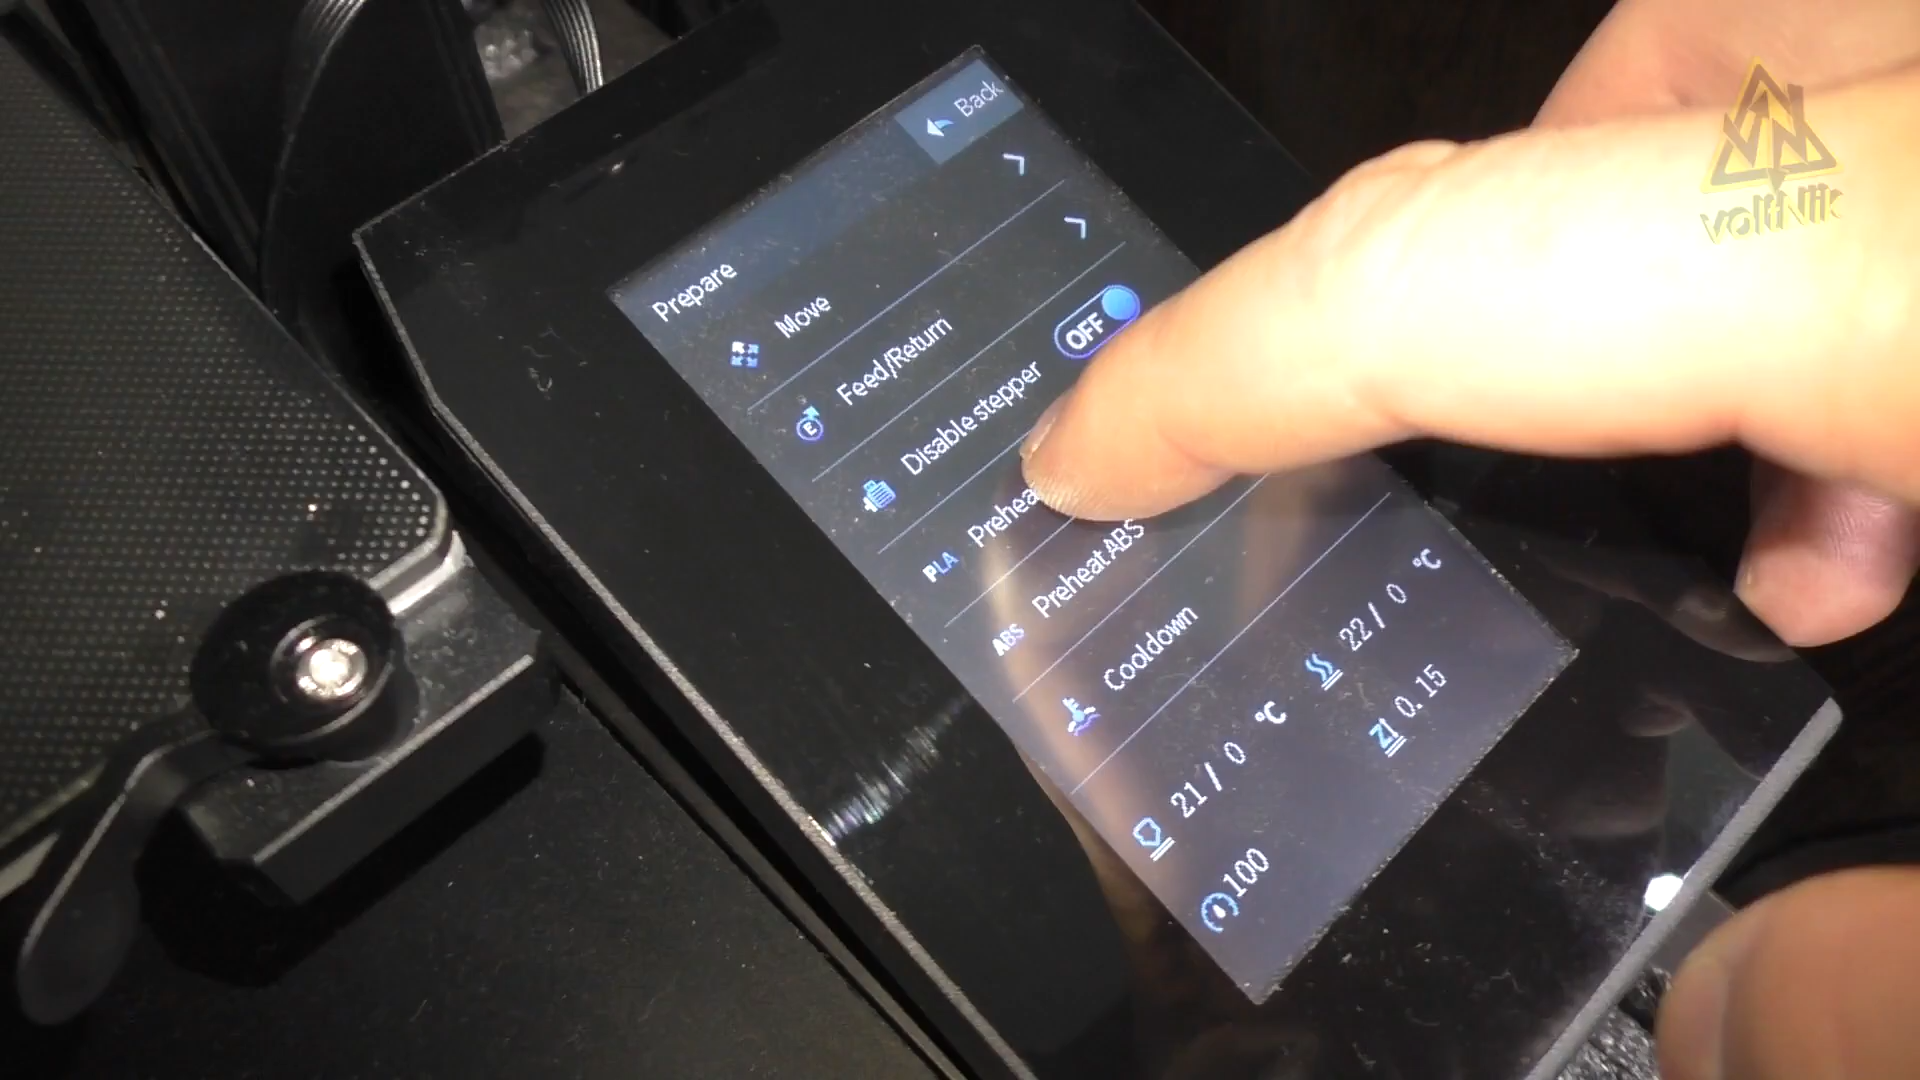 Back
Prepare
Move
E Feed/Return
Disable stepper OFF
PLA Prehea
ABS Preheat ABS
Cooldown
21 / 0 °C 22 / 0 °C
100 Z 0.15
VoltNik